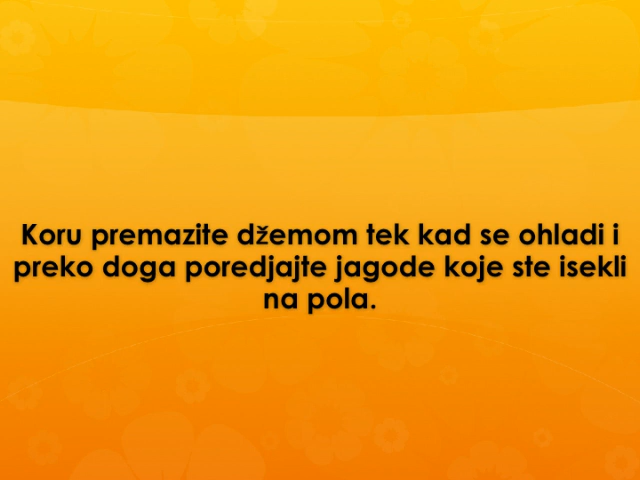 Koru premazite džemom tek kad se ohladi i
preko doga poredjajte jagode koje ste isekli
na pola.